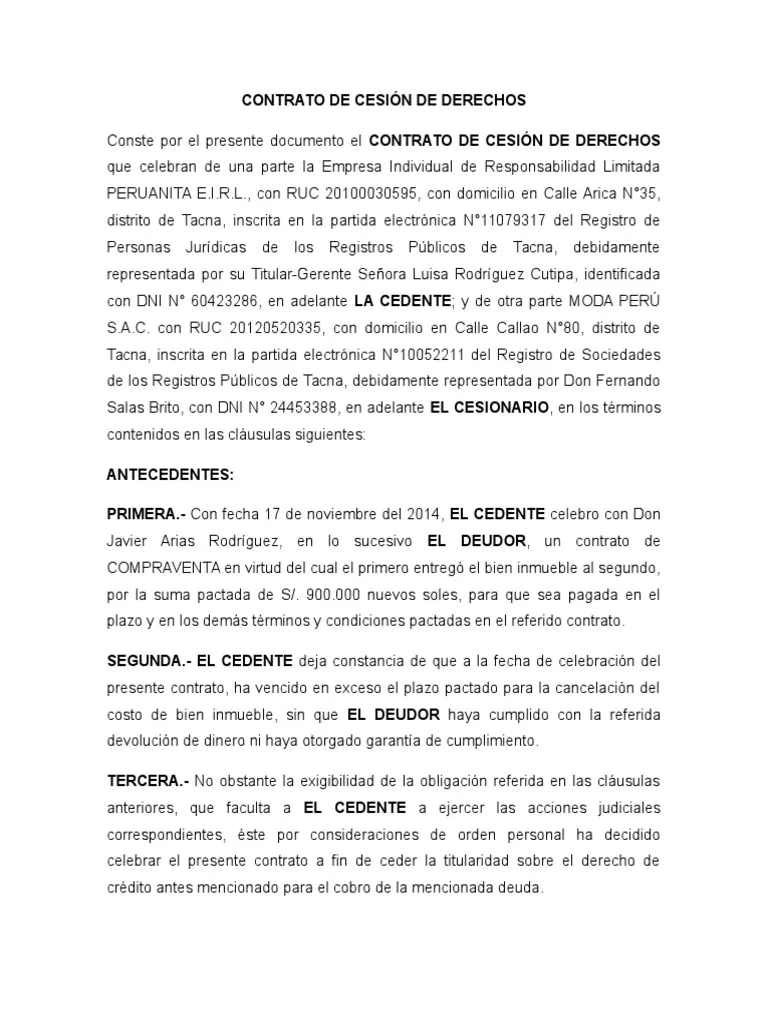 CONTRATO DE CESIÓN DE DERECHOS
Conste por el presente documento el CONTRATO DE CESIÓN DE DERECHOS
que celebran de una parte la Empresa Individual de Responsabilidad Limitada
PERUANITA E.I.R.L., con RUC 20100030595, con domicilio en Calle Arica N°35,
distrito de Tacna, inscrita en la partida electrónica N°11079317 del Registro de
Personas Jurídicas de los Registros Públicos de Tacna, debidamente
representada por su Titular-Gerente Señora Luisa Rodríguez Cutipa, identificada
con DNI N° 60423286, en adelante LA CEDENTE; y de otra parte MODA PERÚ
S.A.C. con RUC 20120520335, con domicilio en Calle Callao N°80, distrito de
Tacna, inscrita en la partida electrónica N°10052211 del Registro de Sociedades
de los Registros Públicos de Tacna, debidamente representada por Don Fernando
Salas Brito, con DNI N° 24453388, en adelante EL CESIONARIO, en los términos
contenidos en las cláusulas siguientes:
ANTECEDENTES:
PRIMERA.- Con fecha 17 de noviembre del 2014, EL CEDENTE celebro con Don
Javier Arias Rodríguez, en lo sucesivo EL DEUDOR, un contrato de
COMPRAVENTA en virtud del cual el primero entregó el bien inmueble al segundo,
por la suma pactada de S/. 900.000 nuevos soles, para que sea pagada en el
plazo y en los demás términos y condiciones pactadas en el referido contrato.
SEGUNDA.- EL CEDENTE deja constancia de que a la fecha de celebración del
presente contrato, ha vencido en exceso el plazo pactado para la cancelación del
costo de bien inmueble, sin que EL DEUDOR haya cumplido con la referida
devolución de dinero ni haya otorgado garantía de cumplimiento.
TERCERA.- No obstante la exigibilidad de la obligación referida en las cláusulas
anteriores, que faculta a EL CEDENTE a ejercer las acciones judiciales
correspondientes, éste por consideraciones de orden personal ha decidido
celebrar el presente contrato a fin de ceder la titularidad sobre el derecho de
crédito antes mencionado para el cobro de la mencionada deuda.